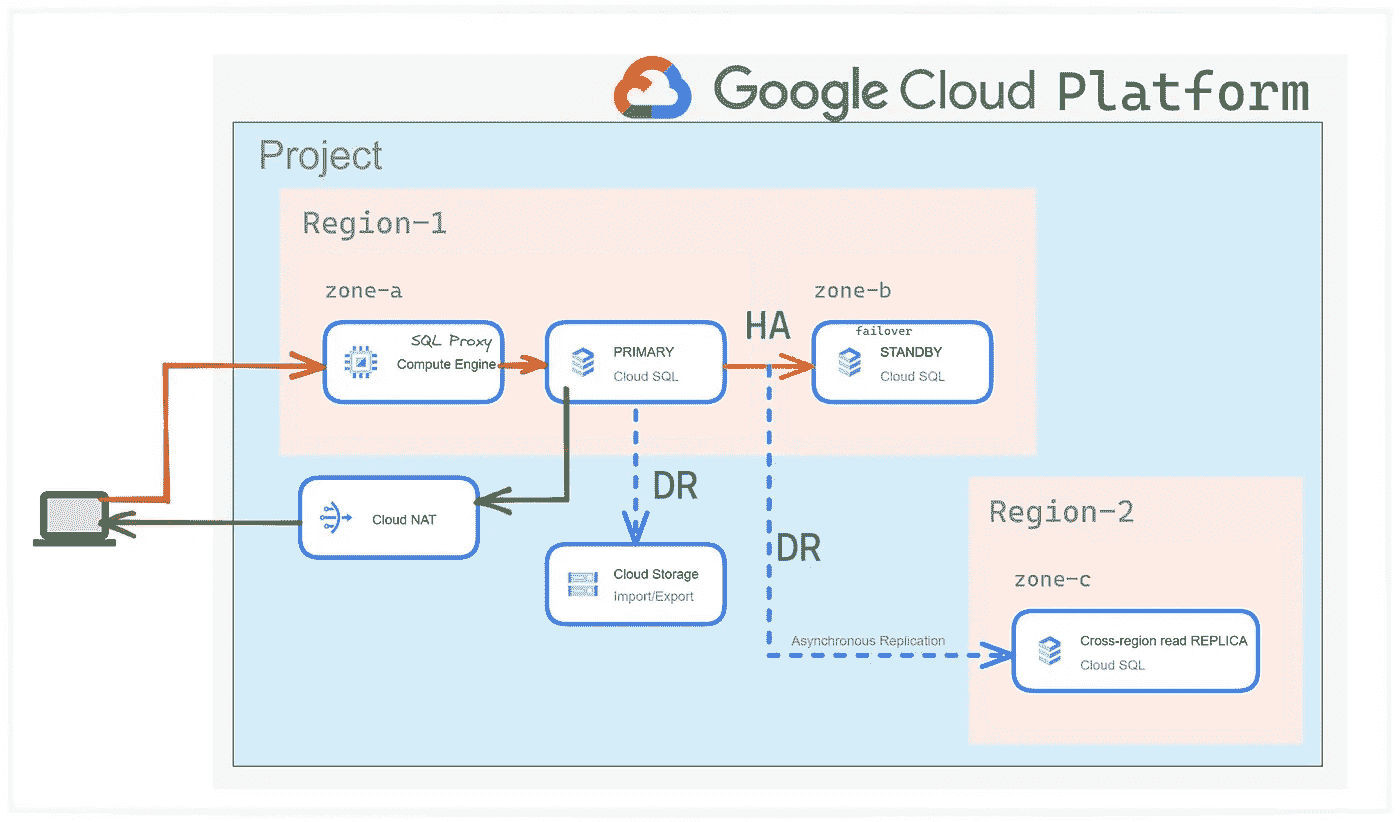 Google Cloud Platform
Project
Region-1
zone-a
zone-b
SQL Proxy
Compute Engine
PRIMARY
Cloud SQL
HA
failover
STANDBY
Cloud SQL
DR
Cloud NAT
DR
Cloud Storage
Import/Export
Region-2
zone-c
Asynchronous Replication
Cross-region read REPLICA
Cloud SQL